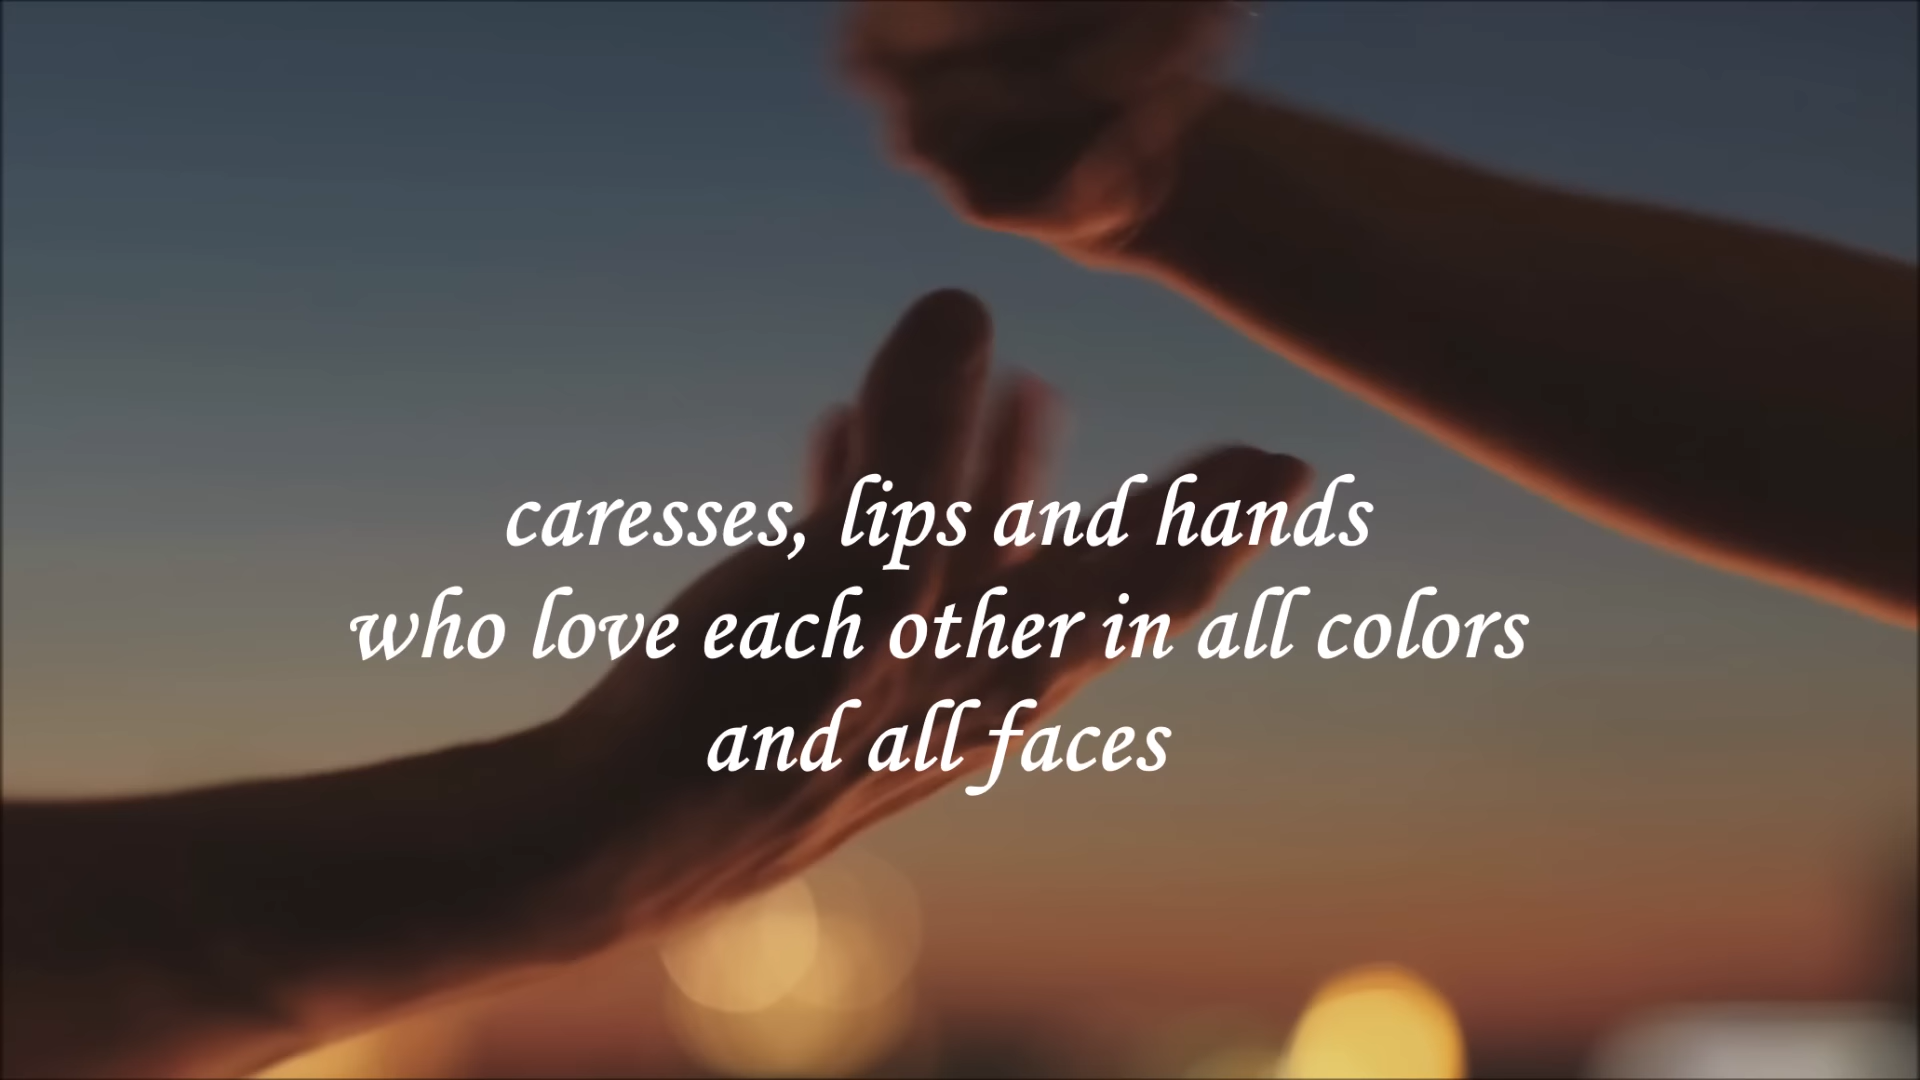 caresses, lips and hands
who love each other in all colors
and all faces